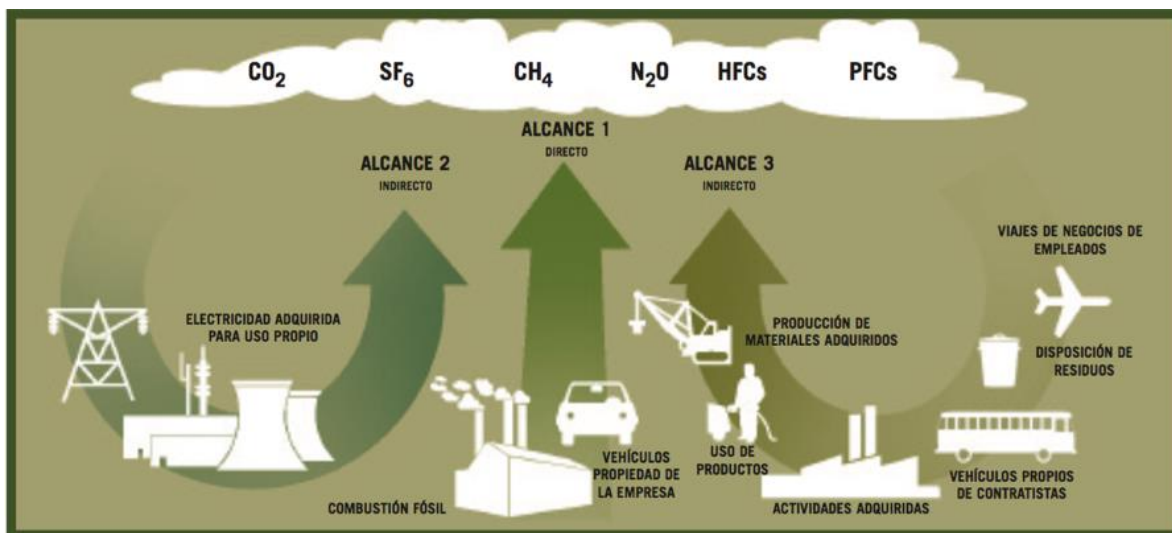 CO₂ SF₆ CH₄ N₂O HFCs PFCs
ALCANCE 1
DIRECTO
ALCANCE 2
INDIRECTO
ALCANCE 3
INDIRECTO
VIAJES DE NEGOCIOS DE
EMPLEADOS
ELECTRICIDAD ADQUIRIDA
PARA USO PROPIO
PRODUCCIÓN DE
MATERIALES ADQUIRIDOS
DISPOSICIÓN DE
RESIDUOS
COMBUSTIÓN FÓSIL
VEHÍCULOS
PROPIEDAD DE
LA EMPRESA
USO DE
PRODUCTOS
ACTIVIDADES ADQUIRIDAS
VEHÍCULOS PROPIOS
DE CONTRATISTAS